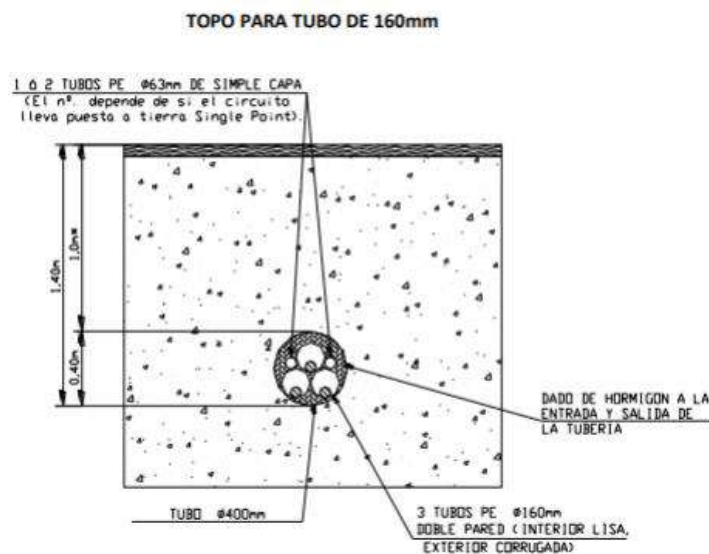 TOPO PARA TUBO DE 160mm
1 ó 2 TUBOS PE ø63mm DE SIMPLE CAPA
(El nº. depende de si el circuito
lleva puesta a tierra Single Point).
1,40m
1,0m*
0,40m
DADO DE HORMIGON A LA
ENTRADA Y SALIDA DE
LA TUBERIA
TUBO ø400mm
3 TUBOS PE ø160mm
DOBLE PARED (INTERIOR LISA,
EXTERIOR CORRUGADA)